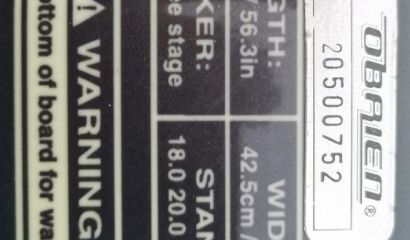 OBRIEN®
20500752
GTH: WID
/ 56.3in 42.5cm /
KER: STAN
e stage 18.0 20.0
WARNING
ottom of board for wa